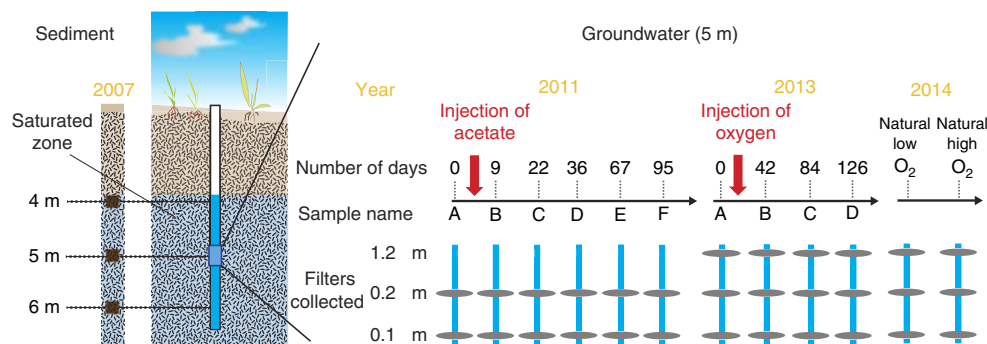 Sediment
Groundwater (5 m)
2007
Year
2011
2013
2014
Saturated
zone
Injection of
acetate
Injection of
oxygen
Natural
low
O2
Natural
high
O2
Number of days
0 9 22 36 67 95
0 42 84 126
4 m
Sample name
A B C D E F
A B C D
5 m
6 m
Filters
collected
1.2 m
0.2 m
0.1 m